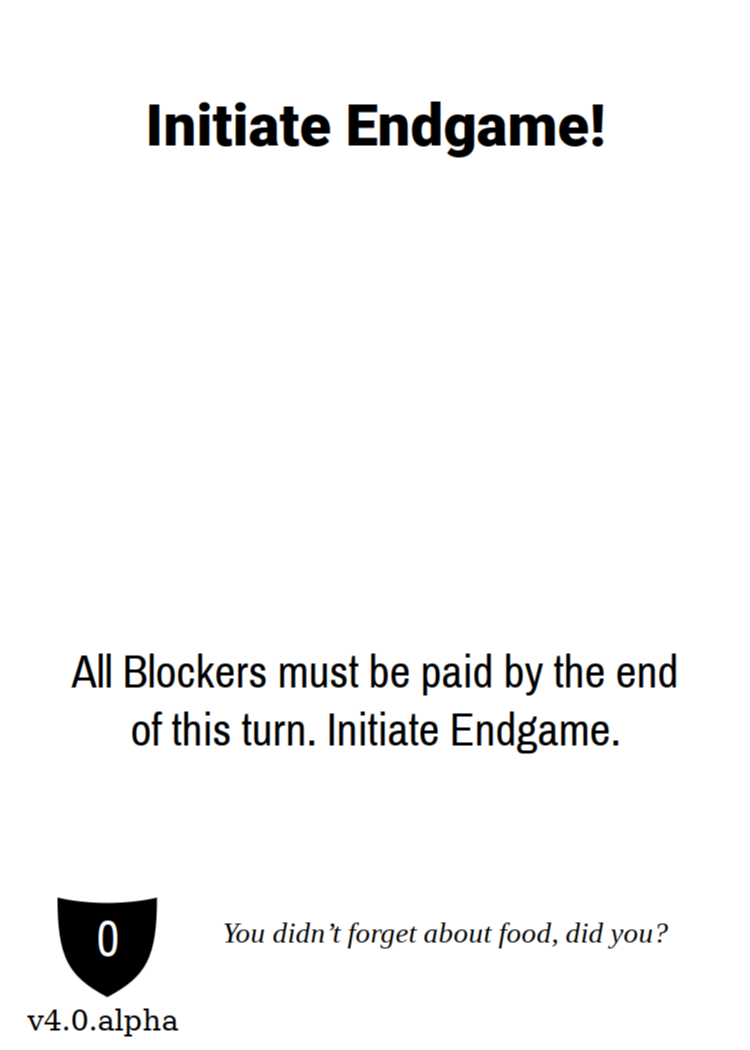 Initiate Endgame!
All Blockers must be paid by the end
of this turn. Initiate Endgame.
0
You didn’t forget about food, did you?
v4.0.alpha